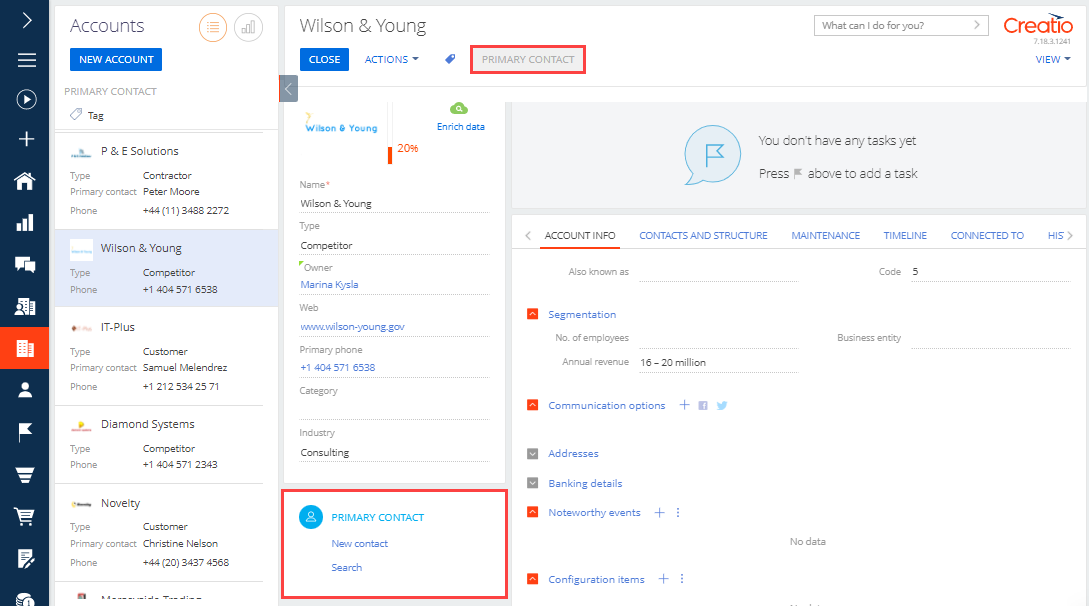 Accounts
NEW ACCOUNT
PRIMARY CONTACT
Tag
P & E Solutions
Type Contractor
Primary contact Peter Moore
Phone +44 (11) 3488 2272
Wilson & Young
Type Competitor
Phone +1 404 571 6538
IT-Plus
Type Customer
Primary contact Samuel Melendrez
Phone +1 212 534 25 71
Diamond Systems
Type Competitor
Phone +1 404 571 2343
Novelty
Type Customer
Primary contact Christine Nelson
Phone +44 (20) 3437 4568
Wilson & Young
What can I do for you?
Creatio
7.18.3.1241
CLOSE ACTIONS PRIMARY CONTACT VIEW
Wilson & Young
20%
Enrich data
Name*
Wilson & Young
Type
Competitor
Owner
Marina Kysla
Web
www.wilson-young.gov
Primary phone
+1 404 571 6538
Category
Industry
Consulting
PRIMARY CONTACT
New contact
Search
You don't have any tasks yet
Press above to add a task
ACCOUNT INFO CONTACTS AND STRUCTURE MAINTENANCE TIMELINE CONNECTED TO HIS
Also known as Code 5
Segmentation
No. of employees Business entity
Annual revenue 16 – 20 million
Communication options
Addresses
Banking details
Noteworthy events
No data
Configuration items